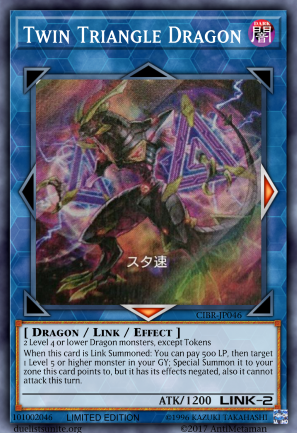 TWIN TRIANGLE DRAGON
DARK
闇
スタ速
CIBR-JP046
[ DRAGON / LINK / EFFECT ]
2 Level 4 or lower Dragon monsters, except Tokens
When this card is Link Summoned: You can pay 500 LP, then target
1 Level 5 or higher monster in your GY; Special Summon it to your
zone this card points to, but it has its effects negated, also it cannot
attack this turn.
ATK/1200 LINK-2
101002046 LIMITED EDITION ©1996 KAZUKI TAKAHASHI
©2017 AntiMetaman